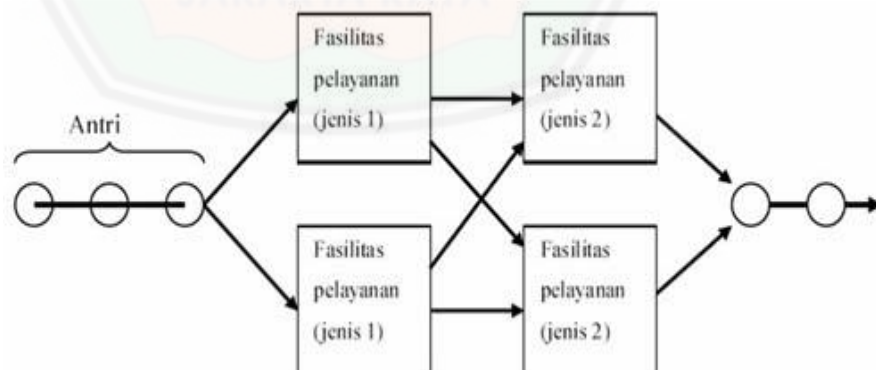 Antri
Fasilitas
pelayanan
(jenis 1)
Fasilitas
pelayanan
(jenis 2)
Fasilitas
pelayanan
(jenis 1)
Fasilitas
pelayanan
(jenis 2)